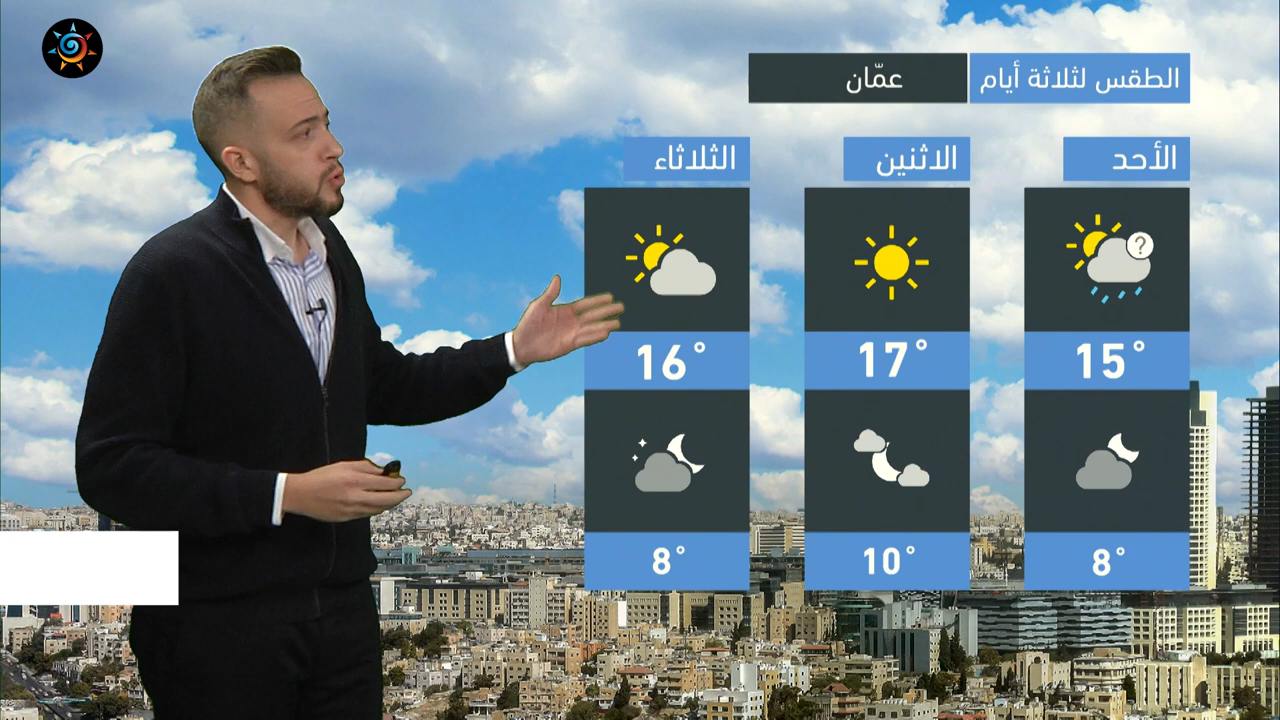 الطقس لثلاثة أيام
عمّان
الأحد
الاثنين
الثلاثاء
?
15°
17°
16°
8°
10°
8°